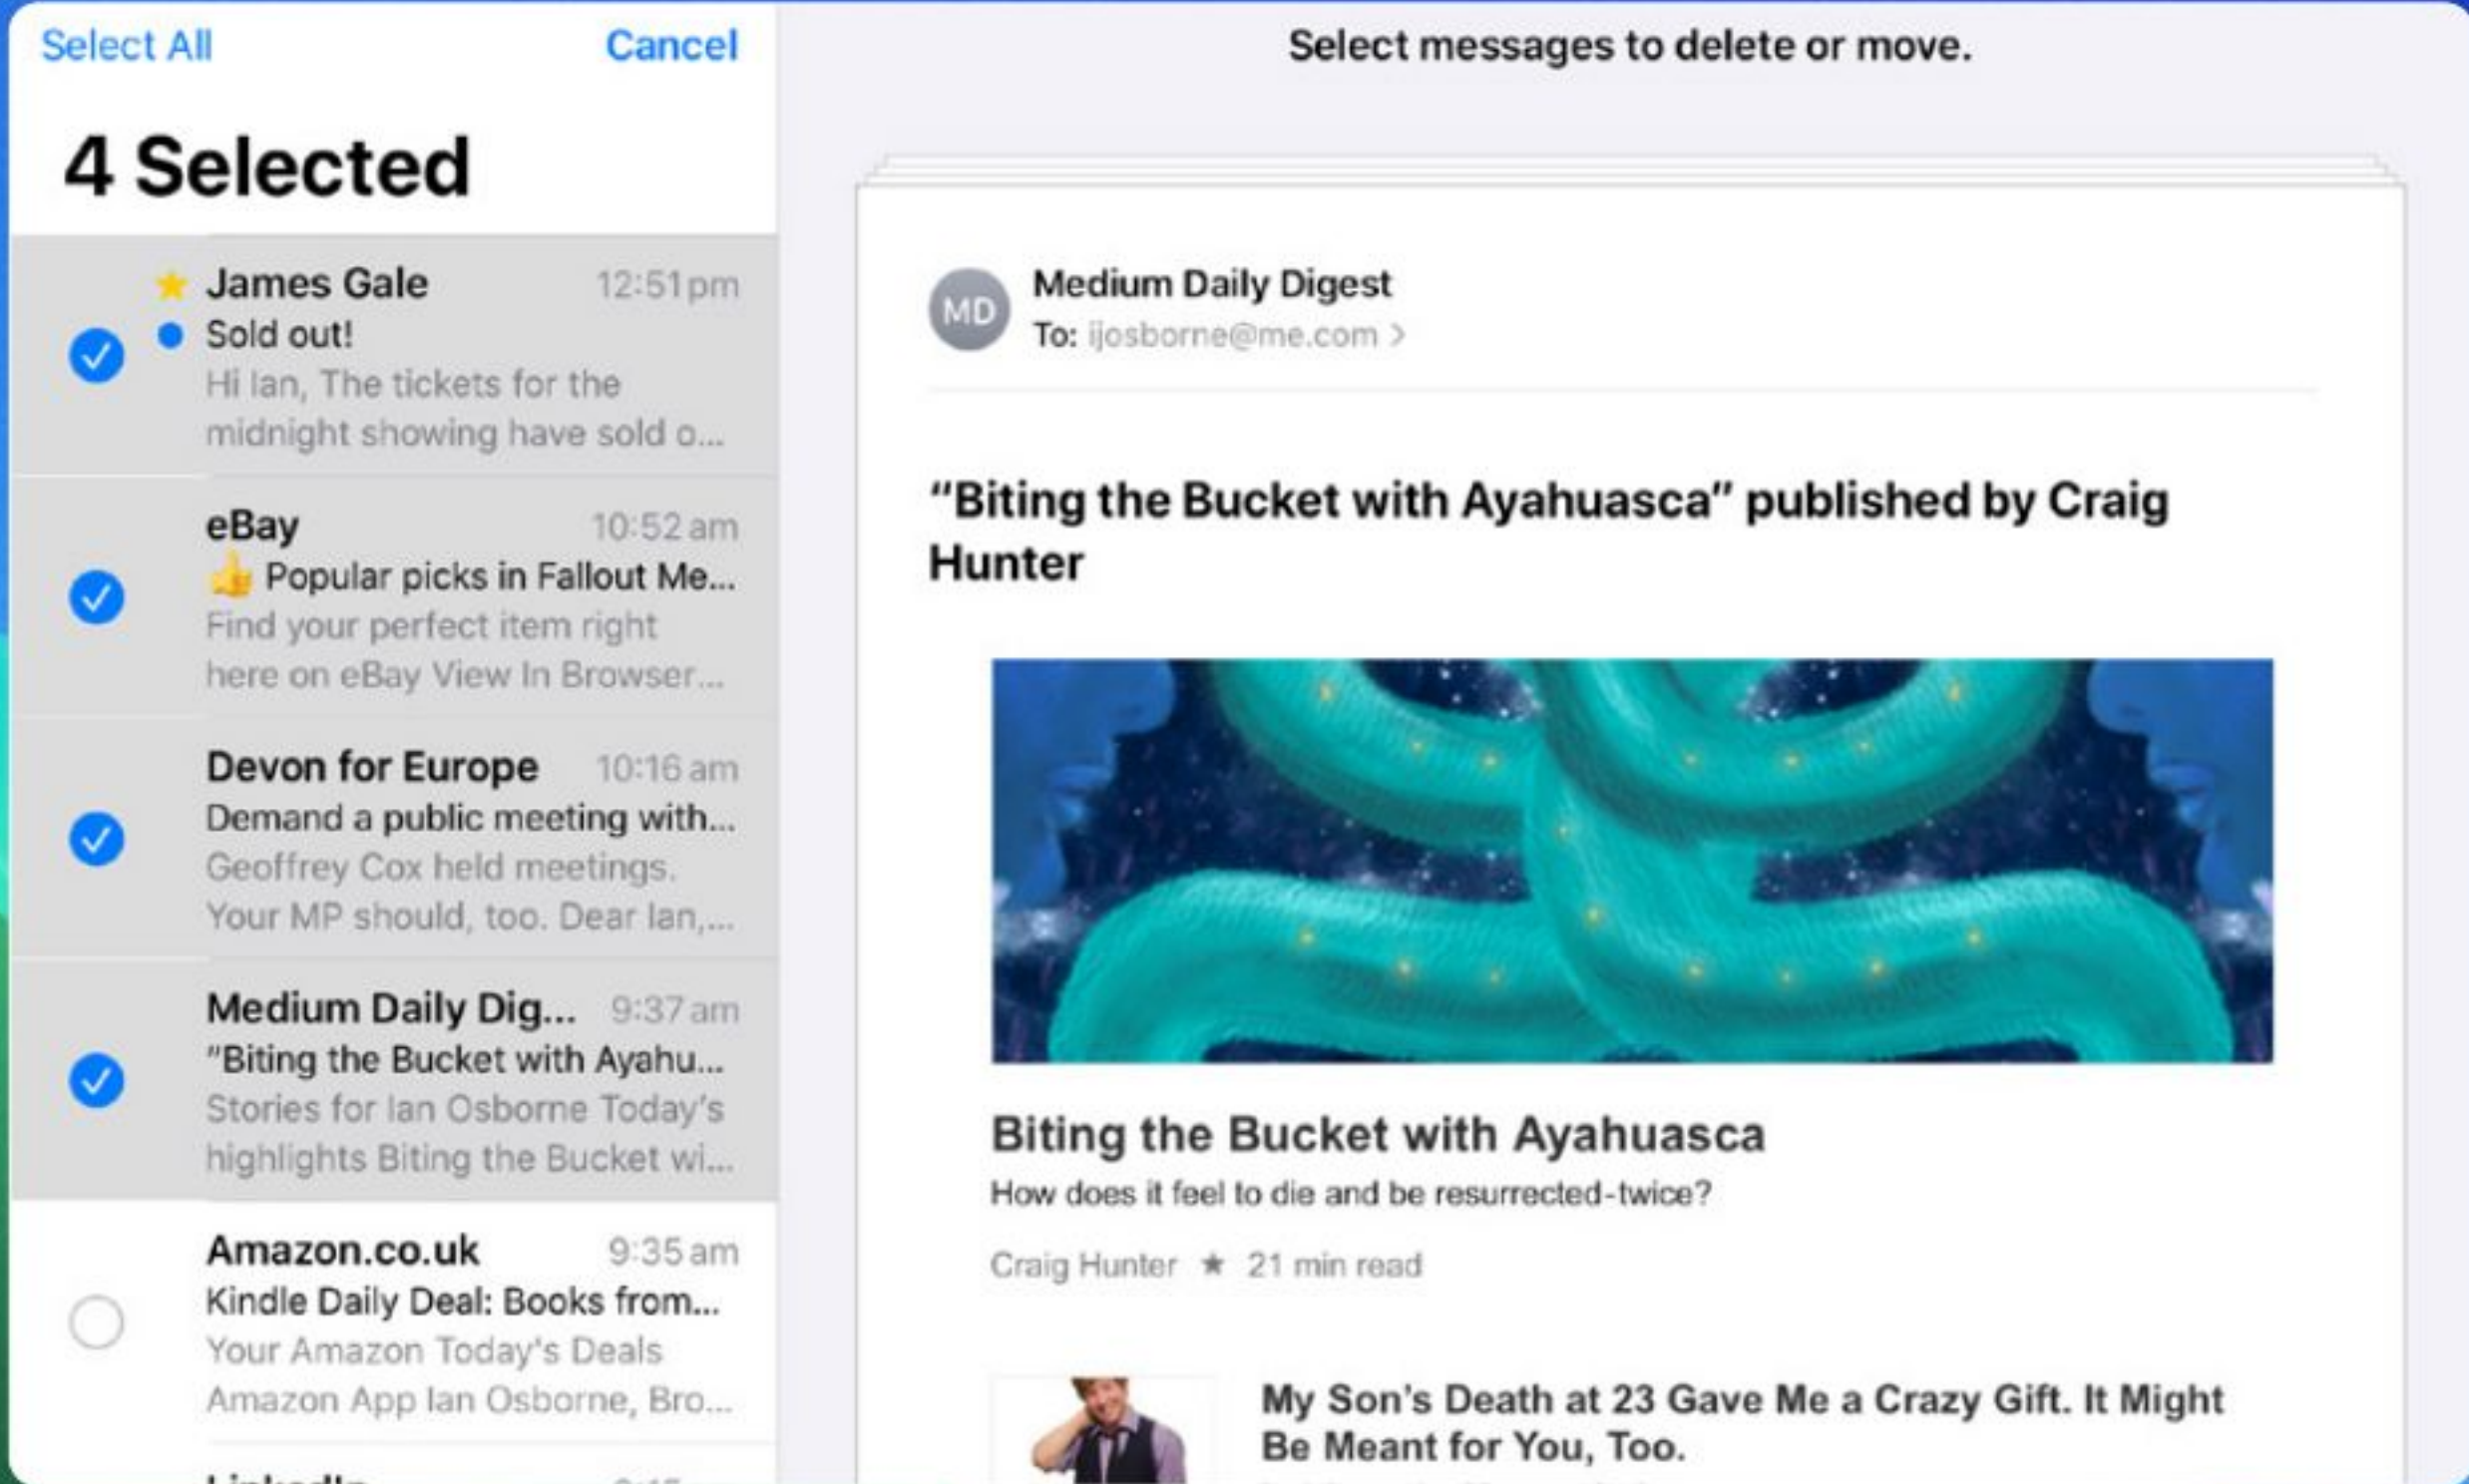 Select All
Cancel
4 Selected
James Gale 12:51 pm
Sold out!
Hi Ian, The tickets for the
midnight showing have sold o...
eBay 10:52 am
👍 Popular picks in Fallout Me...
Find your perfect item right
here on eBay View In Browser...
Devon for Europe 10:16 am
Demand a public meeting with...
Geoffrey Cox held meetings.
Your MP should, too. Dear Ian,...
Medium Daily Dig... 9:37 am
“Biting the Bucket with Ayahu...
Stories for Ian Osborne Today’s
highlights Biting the Bucket wi...
Amazon.co.uk 9:35 am
Kindle Daily Deal: Books from...
Your Amazon Today's Deals
Amazon App Ian Osborne, Bro...
LinkedIn
Select messages to delete or move.
MD
Medium Daily Digest
To: ijosborne@me.com >
“Biting the Bucket with Ayahuasca” published by Craig
Hunter
Biting the Bucket with Ayahuasca
How does it feel to die and be resurrected-twice?
Craig Hunter ★ 21 min read
My Son’s Death at 23 Gave Me a Crazy Gift. It Might
Be Meant for You, Too.